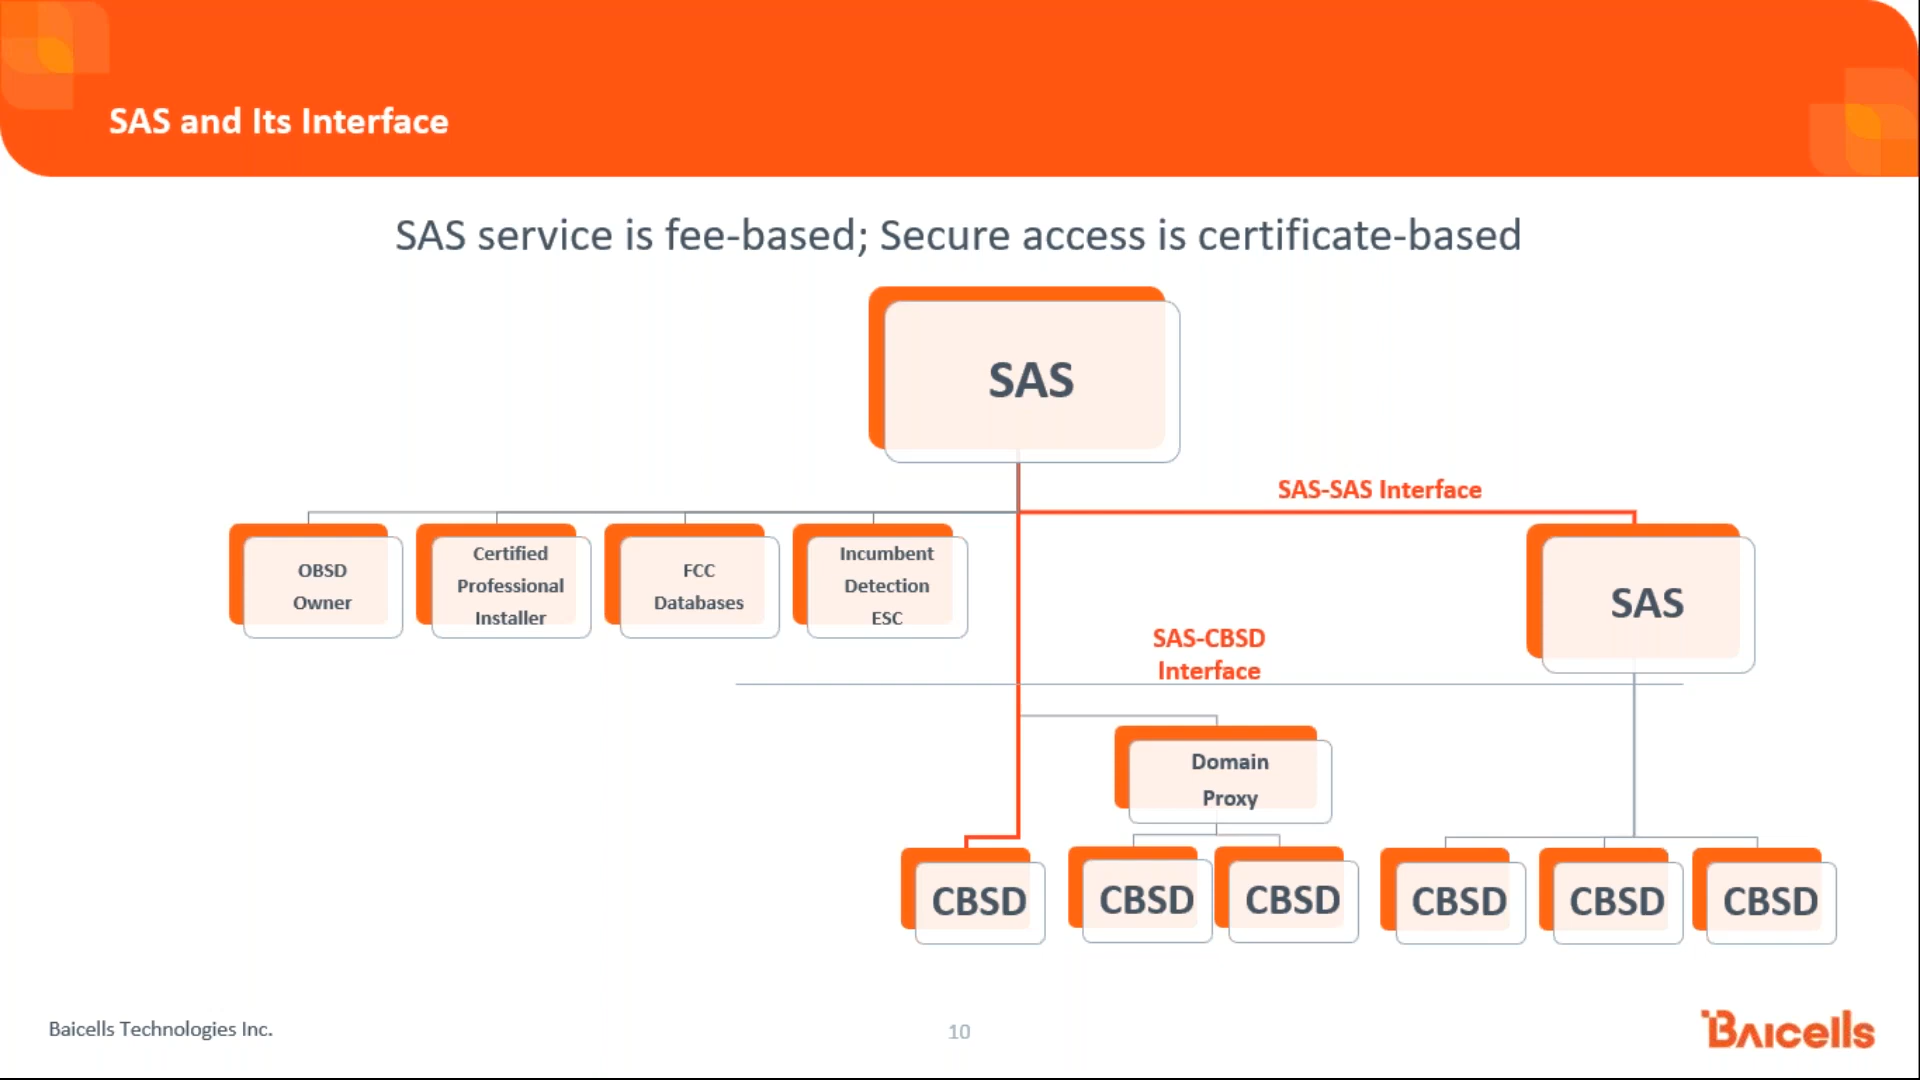 SAS and Its Interface
SAS service is fee-based; Secure access is certificate-based
SAS
SAS-SAS Interface
OBSD
Owner
Certified
Professional
Installer
FCC
Databases
Incumbent
Detection
ESC
SAS
SAS-CBSD
Interface
Domain
Proxy
CBSD
CBSD
CBSD
CBSD
CBSD
CBSD
Baicells Technologies Inc.
10
BAICELLS